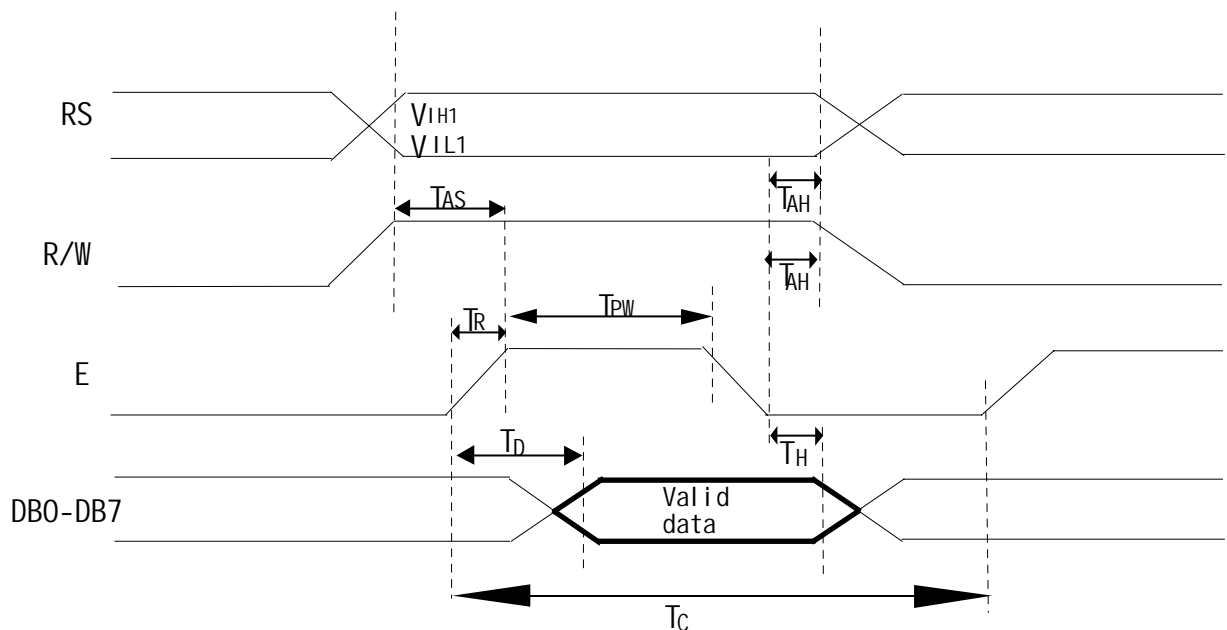 RS
VIH1
VIL1
TAS
TAH
R/W
TAH
TPW
TR
E
TD
TH
DB0-DB7
Valid
data
TC